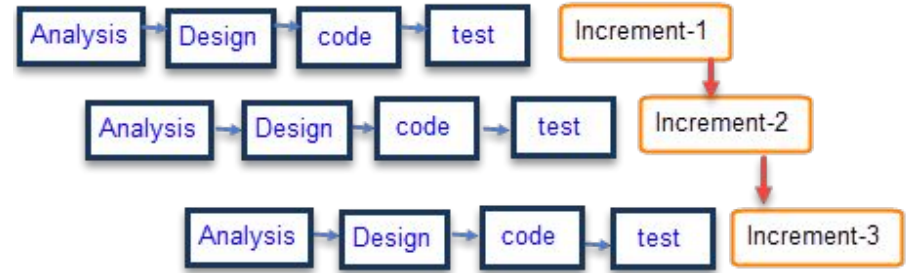 Analysis Design code test Increment-1
Analysis Design code test Increment-2
Analysis Design code test Increment-3